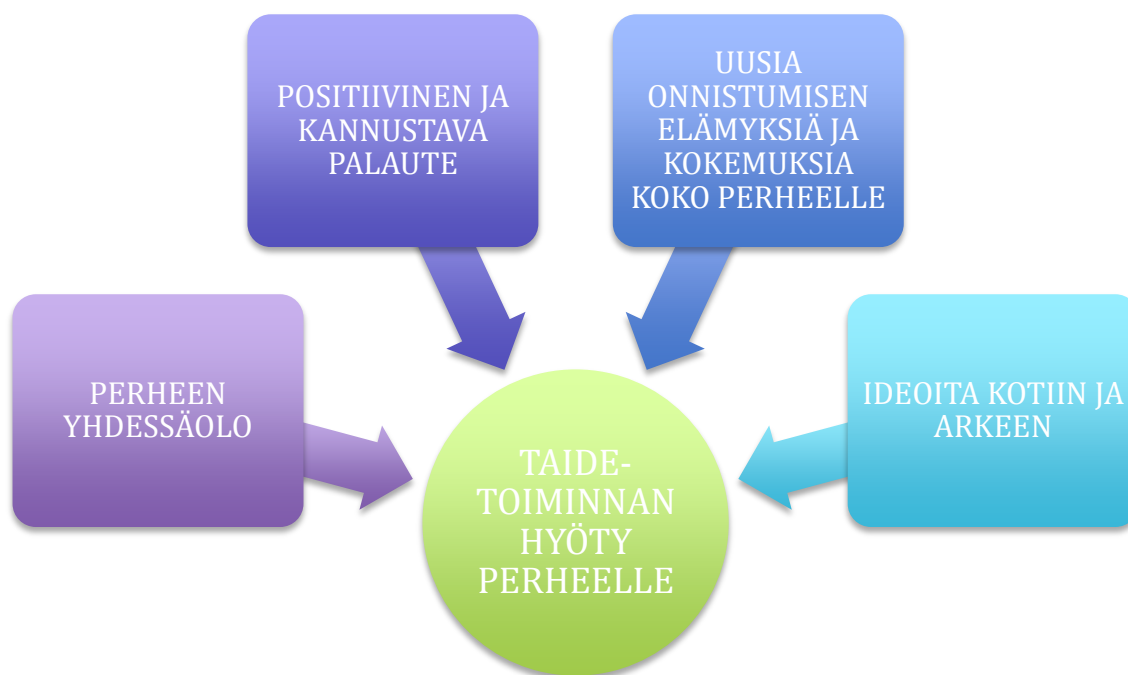 POSITIIVINEN JA
KANNUSTAVA
PALAUTE
UUSIA
ONNISTUMISEN
ELÄMYKSIÄ JA
KOKEMUKSIA
KOKO PERHEELLE
PERHEEN
YHDESSÄOLO
IDEOITA KOTIIN JA
ARKEEN
TAIDE-
TOIMINNAN
HYÖTY
PERHEELLE